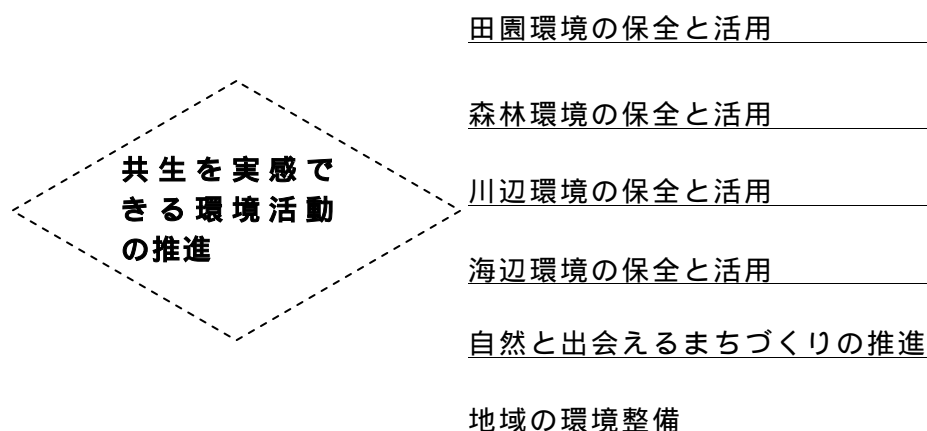 共生を実感で
きる環境活動
の推進
田園環境の保全と活用
森林環境の保全と活用
川辺環境の保全と活用
海辺環境の保全と活用
自然と出会えるまちづくりの推進
地域の環境整備